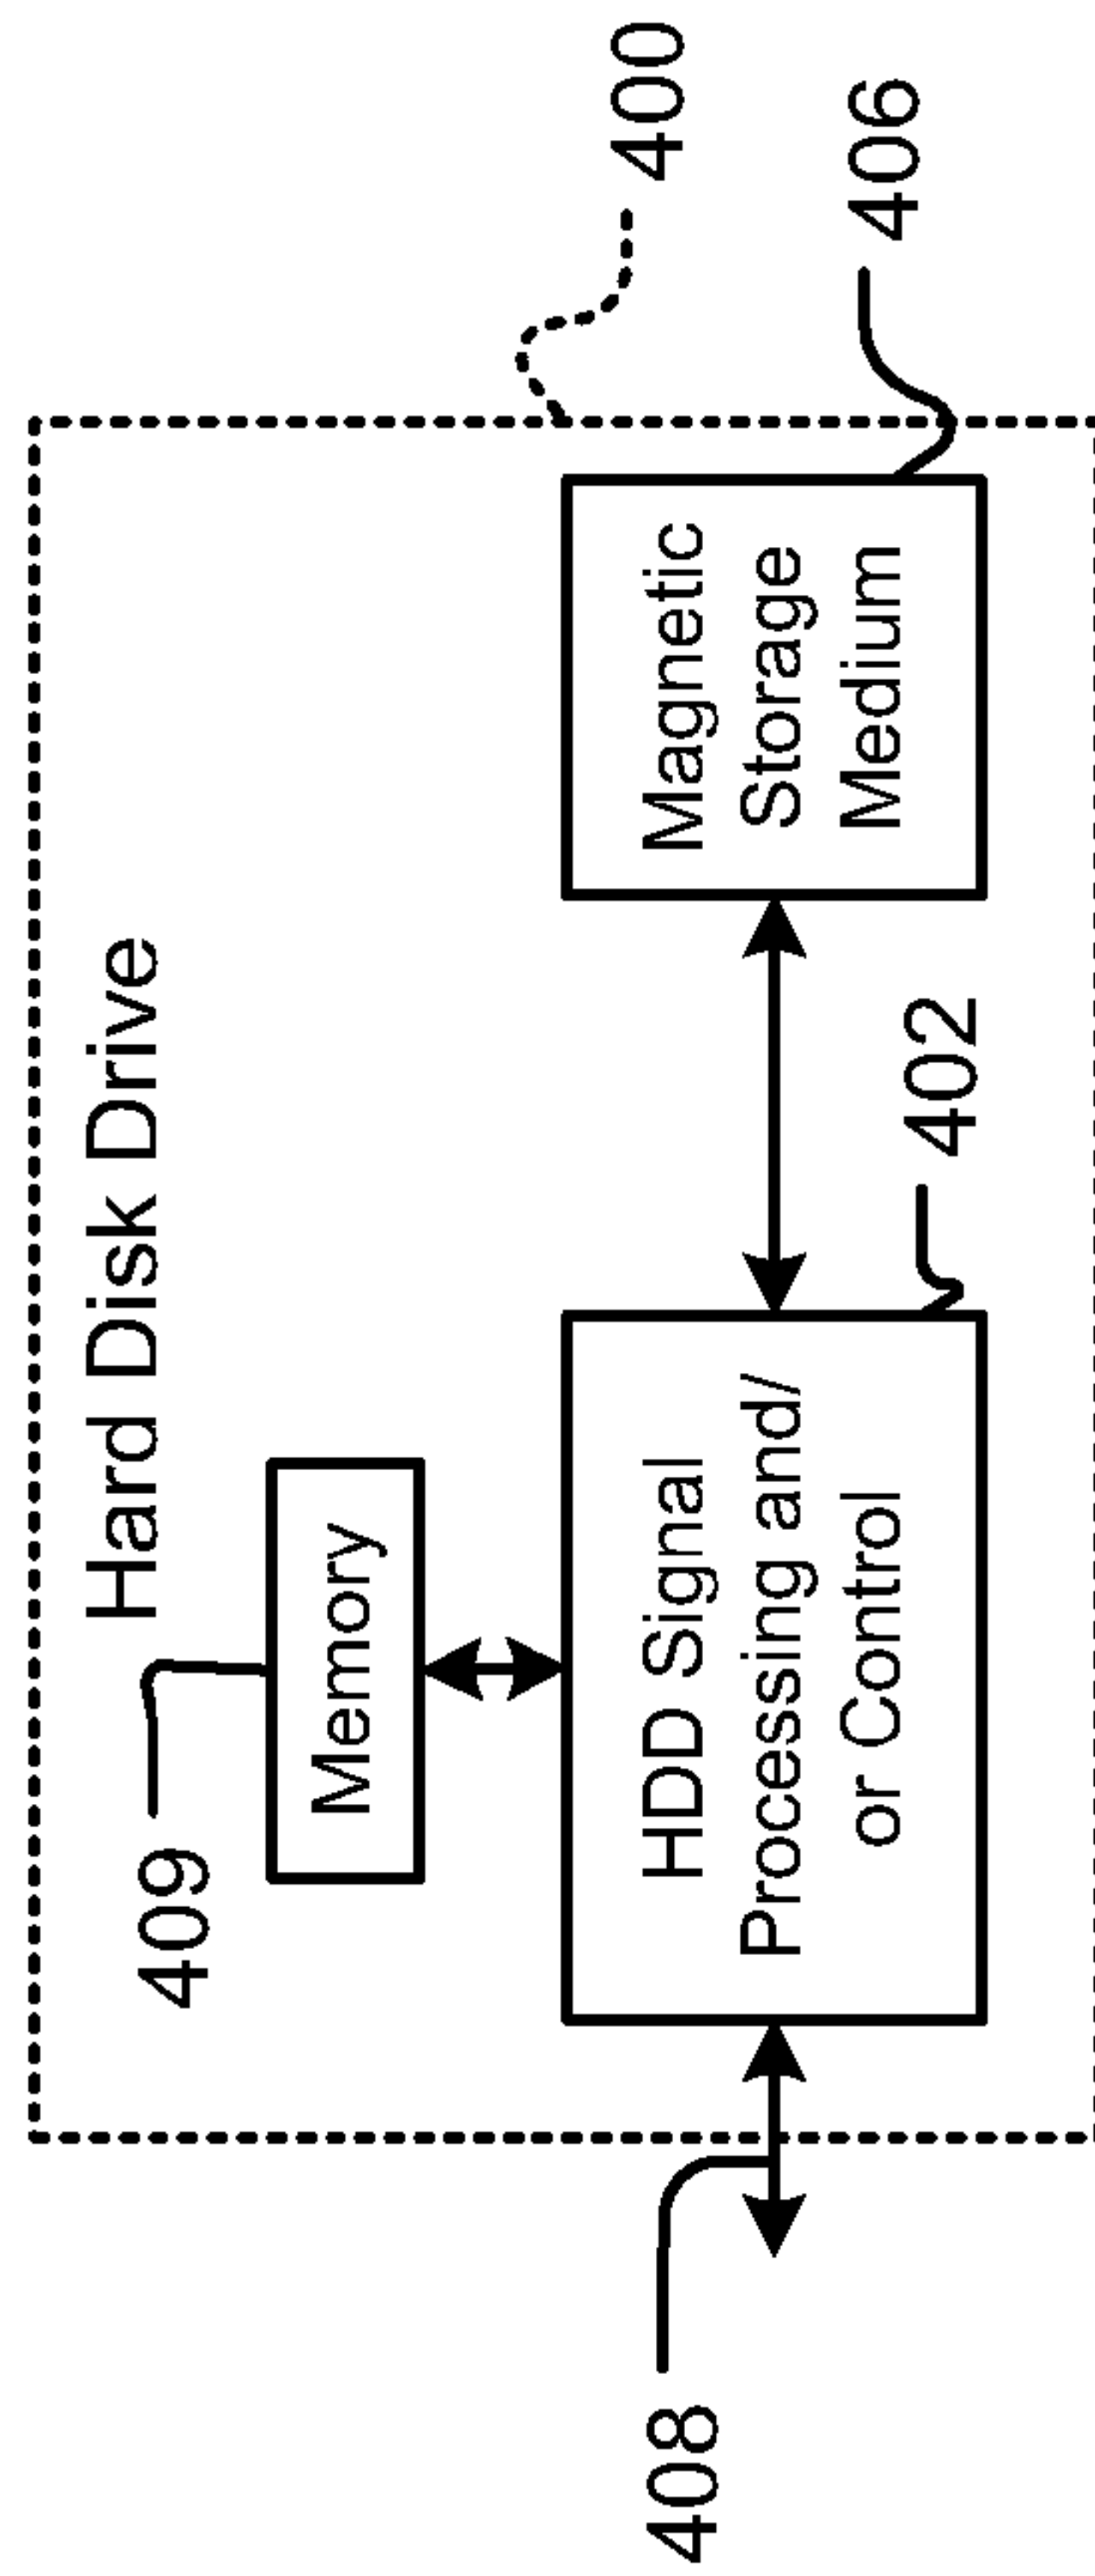 400
Hard Disk Drive
409
Memory
406
HDD Signal
Processing and/
or Control
Magnetic
Storage
Medium
408
402